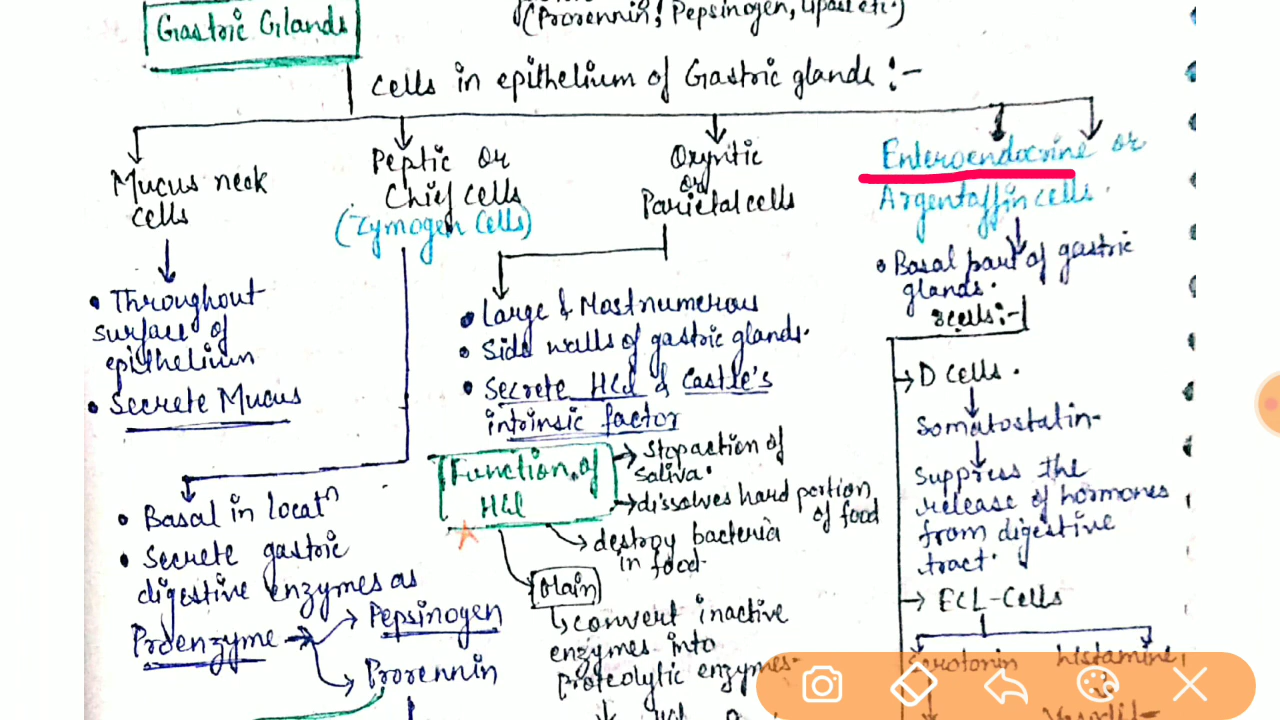 (Prorennin, Pepsinogen, lipase etc.)
Gastric Glands
Cells in epithelium of Gastric glands :-
Mucus neck
cells
• Throughout
surface of
epithelium
• Secrete Mucus
Peptic or
Chief cells
(Zymogen Cells)
• Basal in locatn
• Secrete gastric
digestive enzymes as
Proenzyme
Pepsinogen
Prorennin
Oxyntic
or
Parietal cells
• Large & Most numerous
• Side walls of gastric glands.
• Secrete Hcl & Castle's
intrinsic factor
Function of
Hcl
Stop action of
saliva.
dissolves hard portion
of food
destroy bacteria
in food.
Main
convert inactive
enzymes into
proteolytic enzymes.
Enteroendocrine or
Argentaffin cells.
• Basal part of gastric
glands.
3 cells :-
D cells.
Somatostatin-
Suppress the
release of hormones
from digestive
tract.
ECL-Cells
Serotonin histamine,